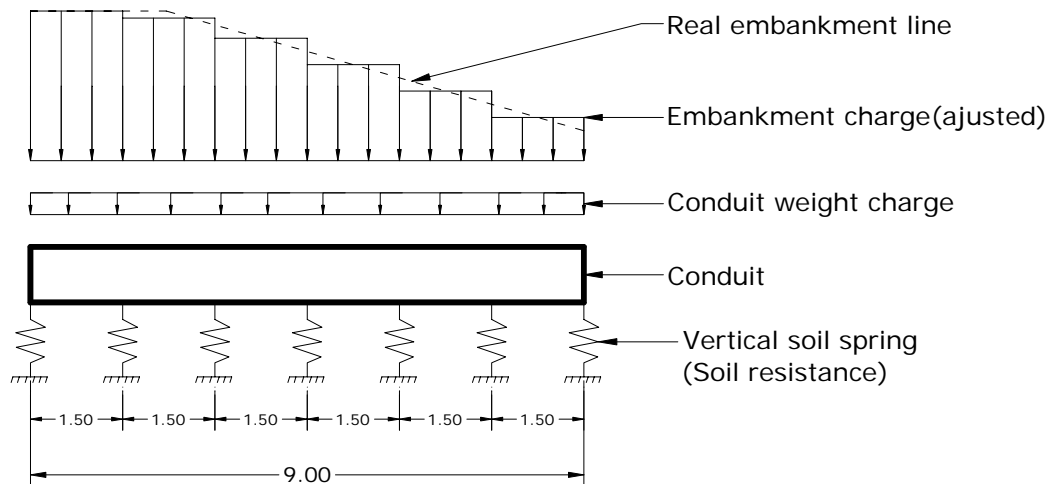 Real embankment line
Embankment charge(ajusted)
Conduit weight charge
Conduit
Vertical soil spring
(Soil resistance)
1.50 1.50 1.50 1.50 1.50 1.50
9.00